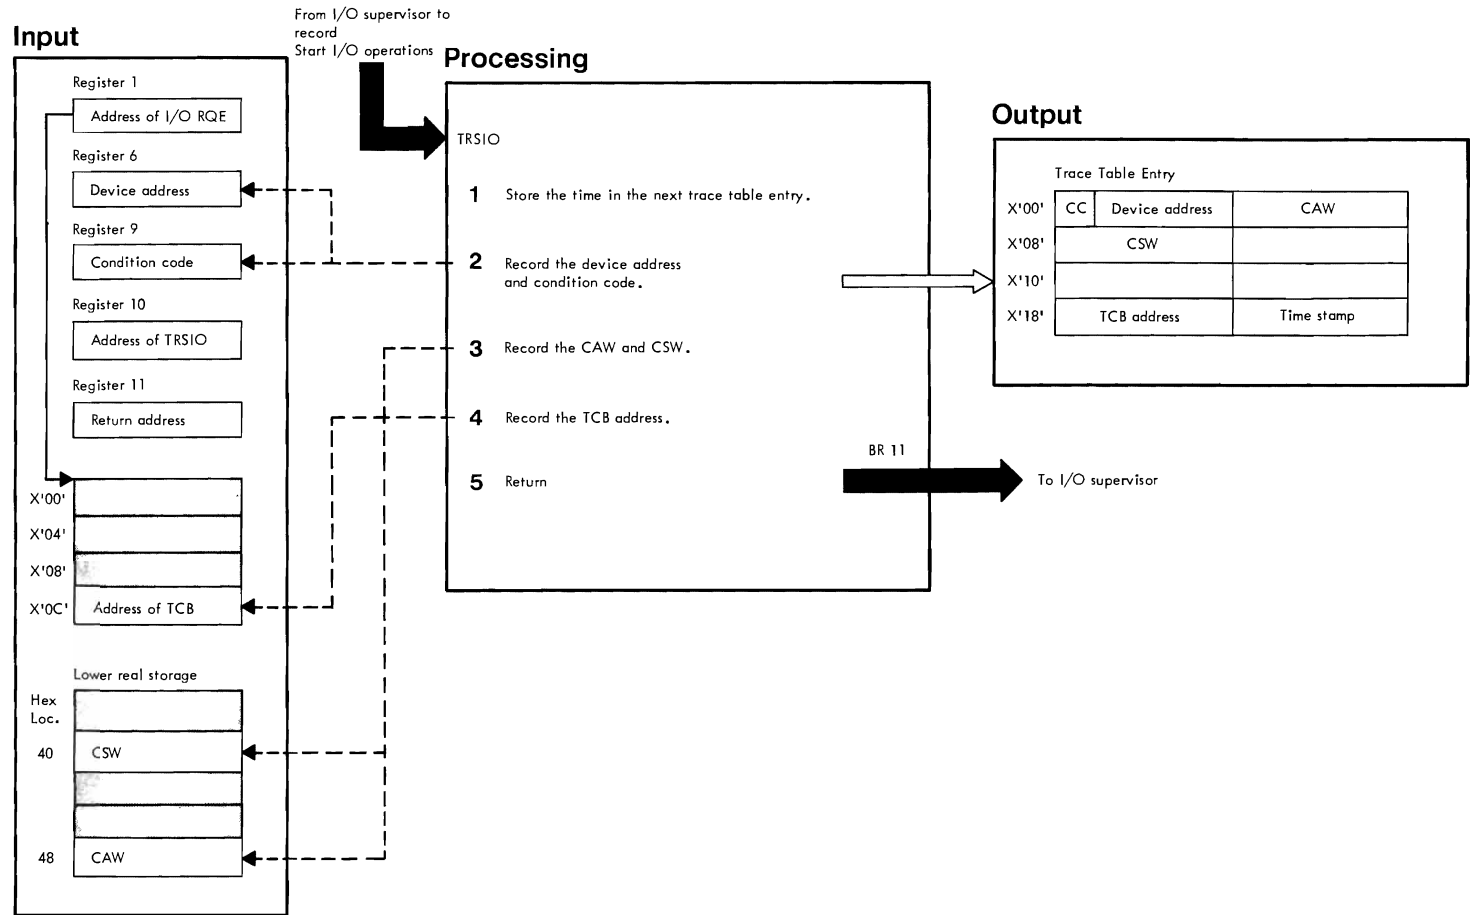 From I/O supervisor to
record
Start I/O operations
Input
Register 1
Address of I/O RQE
Register 6
Device address
Register 9
Condition code
Register 10
Address of TRSIO
Register 11
Return address
X'00'
X'04'
X'08'
X'0C' Address of TCB
Lower real storage
Hex
Loc.
40 CSW
48 CAW
Processing
TRSIO
1 Store the time in the next trace table entry.
2 Record the device address
and condition code.
3 Record the CAW and CSW.
4 Record the TCB address.
5 Return
BR 11
To I/O supervisor
Output
Trace Table Entry
X'00' CC Device address CAW
X'08' CSW
X'10'
X'18' TCB address Time stamp